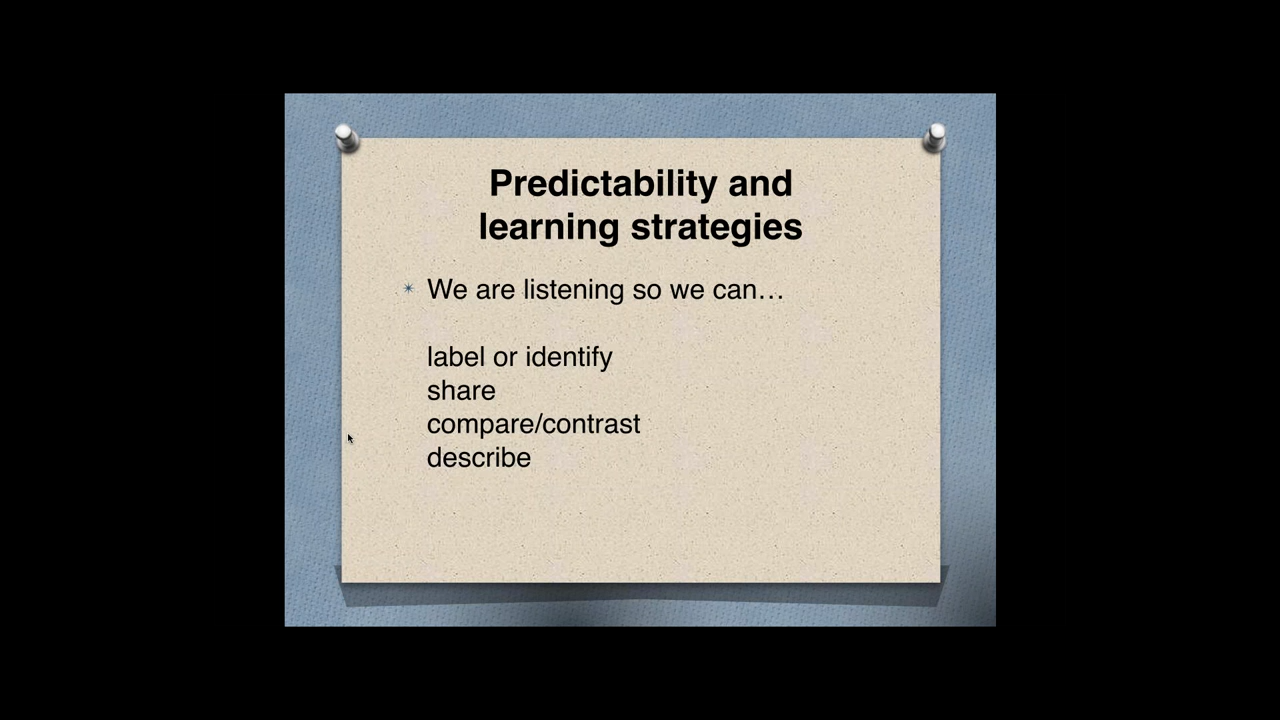 Predictability and
learning strategies
We are listening so we can…
label or identify
share
compare/contrast
describe